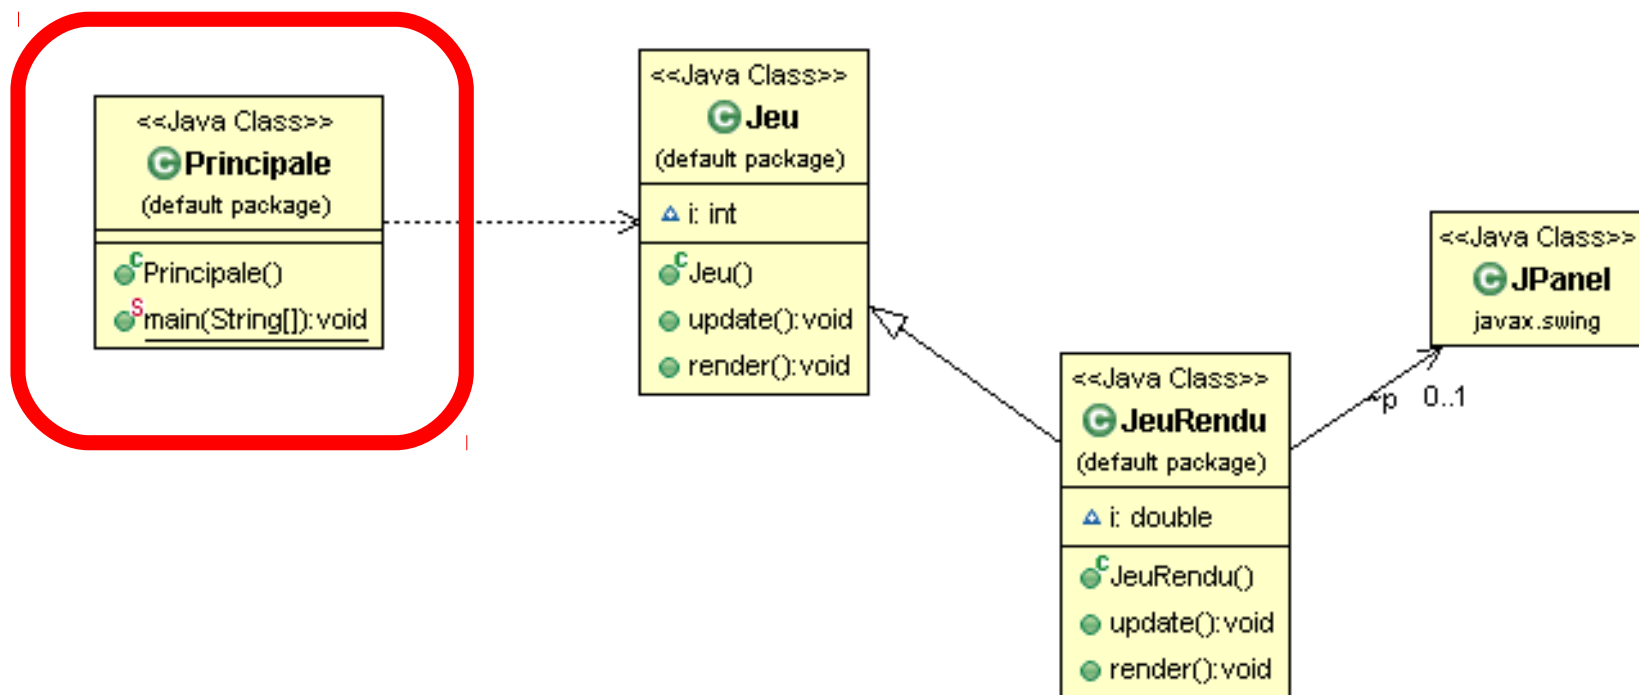 <<Java Class>>
C Principale
(default package)
C Principale()
S main(String[]):void
<<Java Class>>
C Jeu
(default package)
i: int
C Jeu()
update():void
render():void
<<Java Class>>
C JeuRendu
(default package)
i: double
C JeuRendu()
update():void
render():void
<<Java Class>>
C JPanel
javax.swing
~p 0..1